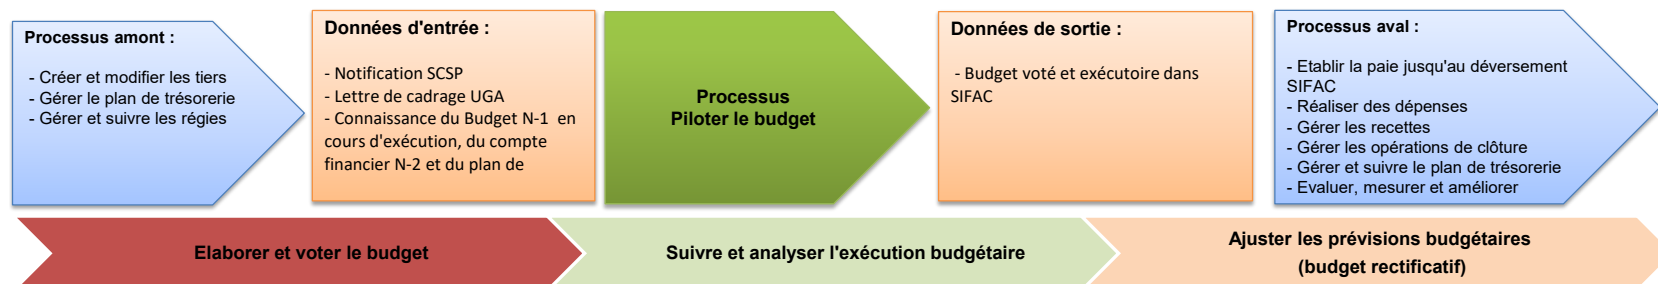 Processus amont :
- Créer et modifier les tiers
- Gérer le plan de trésorerie
- Gérer et suivre les régies
Données d'entrée :
- Notification SCSP
- Lettre de cadrage UGA
- Connaissance du Budget N-1 en
cours d'exécution, du compte
financier N-2 et du plan de
Processus
Piloter le budget
Données de sortie :
- Budget voté et exécutoire dans
SIFAC
Processus aval :
- Etablir la paie jusqu'au déversement
SIFAC
- Réaliser des dépenses
- Gérer les recettes
- Gérer les opérations de clôture
- Gérer et suivre le plan de trésorerie
- Evaluer, mesurer et améliorer
Elaborer et voter le budget
Suivre et analyser l'exécution budgétaire
Ajuster les prévisions budgétaires
(budget rectificatif)